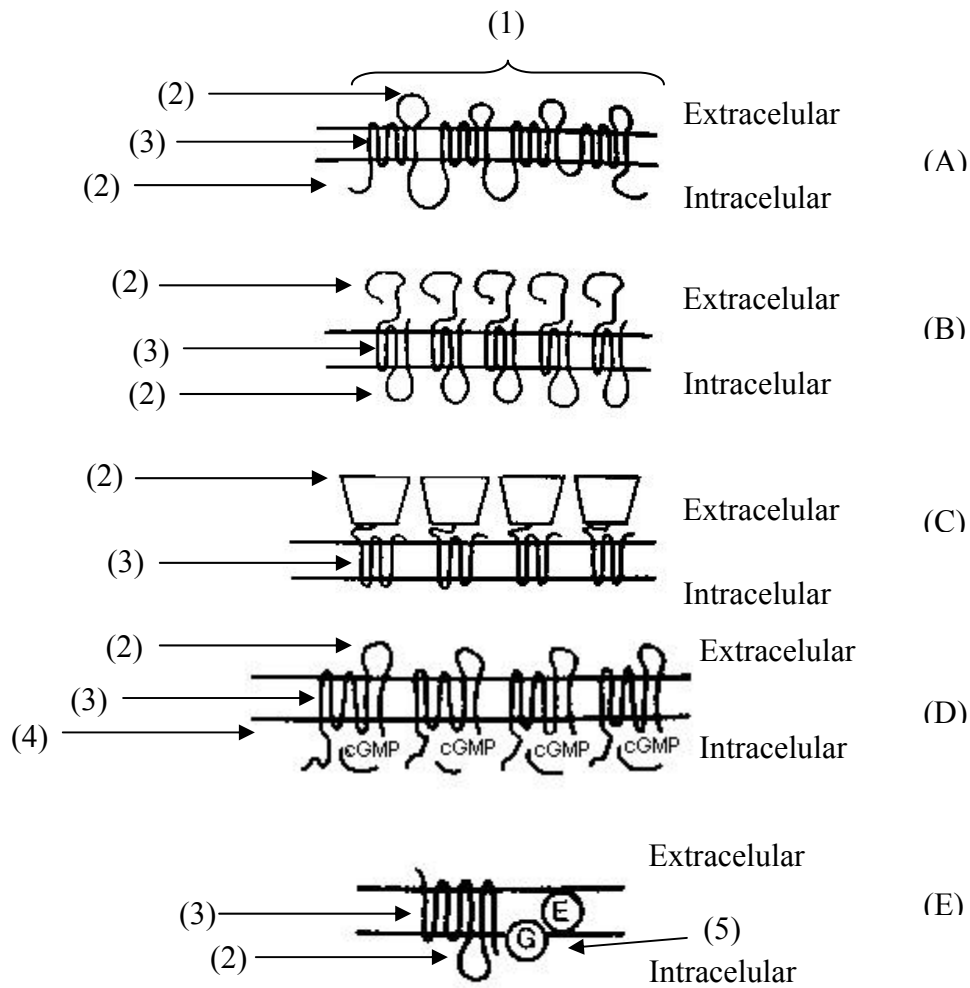 (1)
(2)
Extracelular
(3)
(A)
(2)
Intracelular
(2)
Extracelular
(B)
(3)
Intracelular
(2)
(2)
Extracelular
(C)
(3)
Intracelular
(2)
Extracelular
(3)
(D)
(4)
Intracelular
cGMP cGMP cGMP cGMP
Extracelular
E
(E)
(3)
(5)
G
(2)
Intracelular